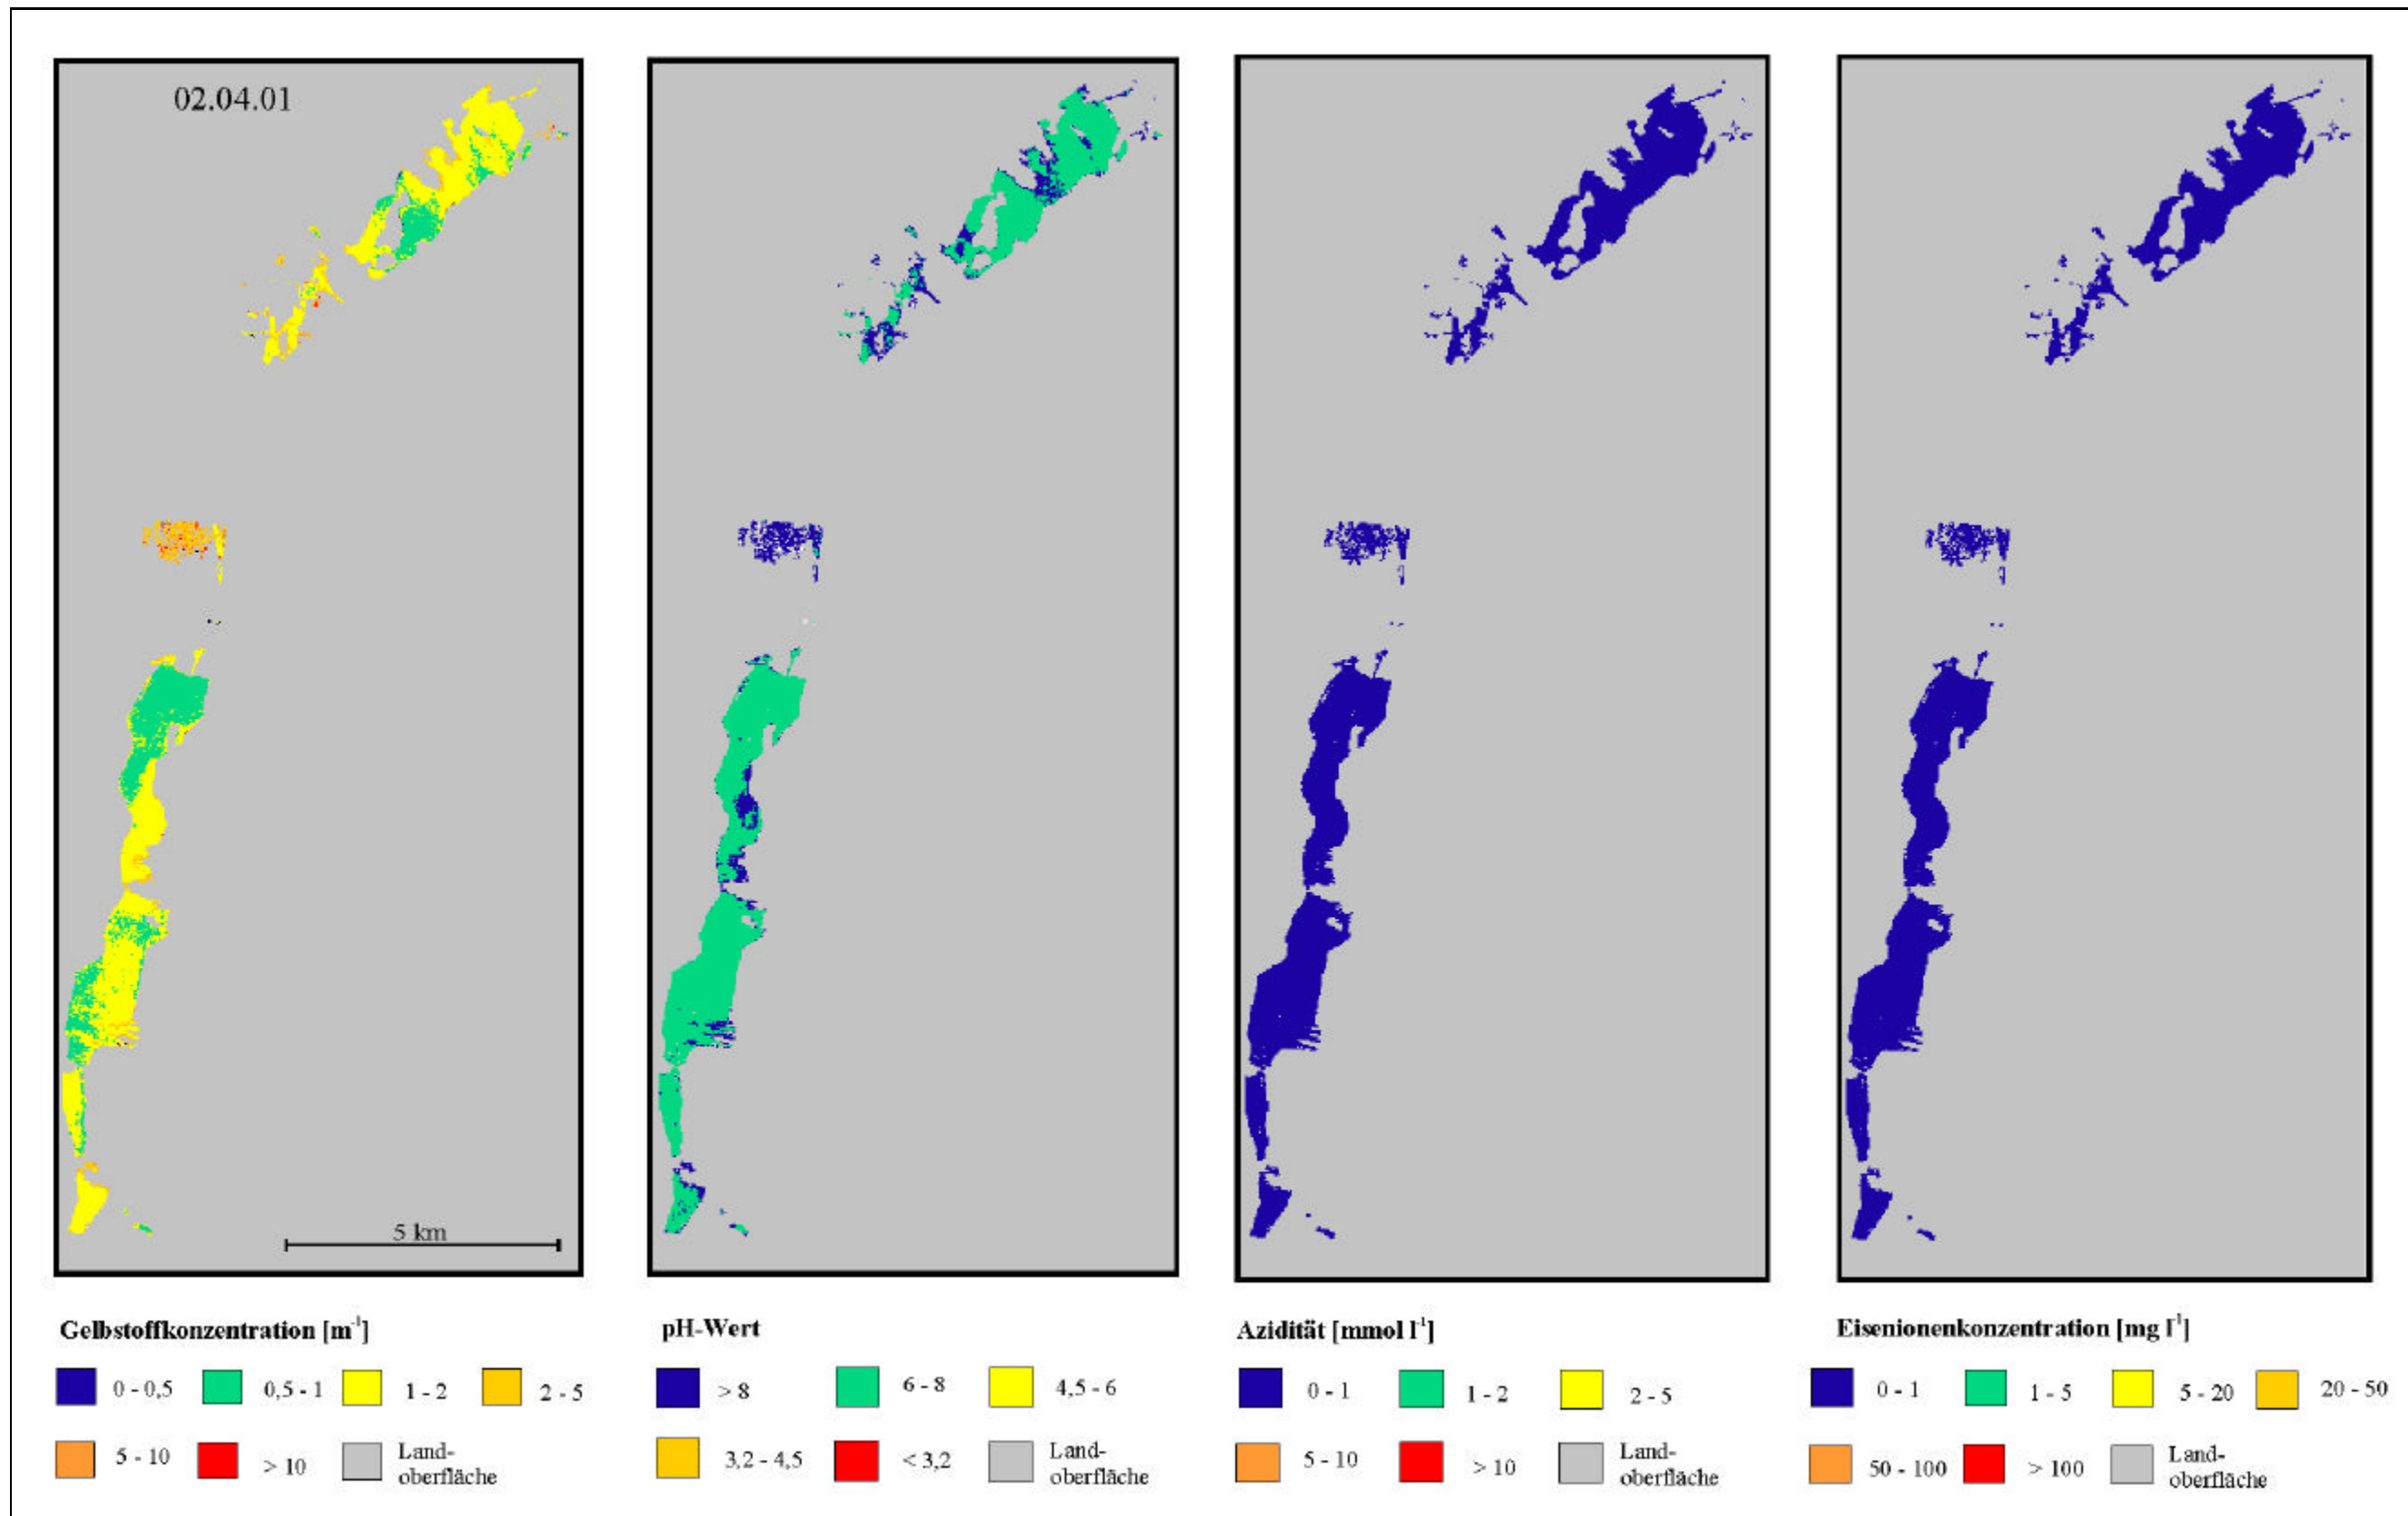 02.04.01
5 km
Gelbstoffkonzentration [m⁻¹]
0 - 0,5
0,5 - 1
1 - 2
2 - 5
5 - 10
> 10
Land-
oberfläche
pH-Wert
> 8
6 - 8
4,5 - 6
3,2 - 4,5
< 3,2
Land-
oberfläche
Azidität [mmol l⁻¹]
0 - 1
1 - 2
2 - 5
5 - 10
> 10
Land-
oberfläche
Eisenionenkonzentration [mg l⁻¹]
0 - 1
1 - 5
5 - 20
20 - 50
50 - 100
> 100
Land-
oberfläche